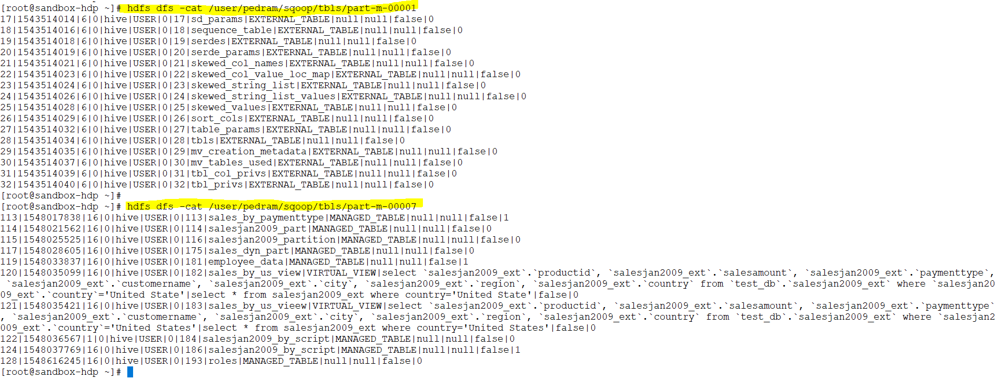 [root@sandbox-hdp ~]# hdfs dfs -cat /user/pedram/sqoop/tbls/part-m-00001
17|1543514014|6|0|hive|USER|0|17|sd_params|EXTERNAL_TABLE|null|null|false|0
18|1543514016|6|0|hive|USER|0|18|sequence_table|EXTERNAL_TABLE|null|null|false|0
19|1543514018|6|0|hive|USER|0|19|serdes|EXTERNAL_TABLE|null|null|false|0
20|1543514019|6|0|hive|USER|0|20|serde_params|EXTERNAL_TABLE|null|null|false|0
21|1543514021|6|0|hive|USER|0|21|skewed_col_names|EXTERNAL_TABLE|null|null|false|0
22|1543514023|6|0|hive|USER|0|22|skewed_col_value_loc_map|EXTERNAL_TABLE|null|null|false|0
23|1543514024|6|0|hive|USER|0|23|skewed_string_list|EXTERNAL_TABLE|null|null|false|0
24|1543514026|6|0|hive|USER|0|24|skewed_string_list_values|EXTERNAL_TABLE|null|null|false|0
25|1543514028|6|0|hive|USER|0|25|skewed_values|EXTERNAL_TABLE|null|null|false|0
26|1543514029|6|0|hive|USER|0|26|sort_cols|EXTERNAL_TABLE|null|null|false|0
27|1543514032|6|0|hive|USER|0|27|table_params|EXTERNAL_TABLE|null|null|false|0
28|1543514034|6|0|hive|USER|0|28|tbls|EXTERNAL_TABLE|null|null|false|0
29|1543514035|6|0|hive|USER|0|29|mv_creation_metadata|EXTERNAL_TABLE|null|null|false|0
30|1543514037|6|0|hive|USER|0|30|mv_tables_used|EXTERNAL_TABLE|null|null|false|0
31|1543514039|6|0|hive|USER|0|31|tbl_col_privs|EXTERNAL_TABLE|null|null|false|0
32|1543514040|6|0|hive|USER|0|32|tbl_privs|EXTERNAL_TABLE|null|null|false|0
[root@sandbox-hdp ~]#
[root@sandbox-hdp ~]# hdfs dfs -cat /user/pedram/sqoop/tbls/part-m-00007
113|1548017838|16|0|hive|USER|0|113|sales_by_paymenttype|MANAGED_TABLE|null|null|false|1
114|1548021562|16|0|hive|USER|0|114|salesjan2009_part|MANAGED_TABLE|null|null|false|0
115|1548025525|16|0|hive|USER|0|116|salesjan2009_partition|MANAGED_TABLE|null|null|false|0
117|1548028605|16|0|hive|USER|0|175|sales_dyn_part|MANAGED_TABLE|null|null|false|0
119|1548033837|16|0|hive|USER|0|181|employee_data|MANAGED_TABLE|null|null|false|1
120|1548035099|16|0|hive|USER|0|182|sales_by_us_view|VIRTUAL_VIEW|select `salesjan2009_ext`.`productid`, `salesjan2009_ext`.`salesamount`, `salesjan2009_ext`.`paymenttype`,
 `salesjan2009_ext`.`customername`, `salesjan2009_ext`.`city`, `salesjan2009_ext`.`region`, `salesjan2009_ext`.`country` from `test_db`.`salesjan2009_ext` where `salesjan20
09_ext`.`country`='United State'|select * from salesjan2009_ext where country='United State'|false|0
121|1548035421|16|0|hive|USER|0|183|sales_by_us_vieew|VIRTUAL_VIEW|select `salesjan2009_ext`.`productid`, `salesjan2009_ext`.`salesamount`, `salesjan2009_ext`.`paymenttype`
, `salesjan2009_ext`.`customername`, `salesjan2009_ext`.`city`, `salesjan2009_ext`.`region`, `salesjan2009_ext`.`country` from `test_db`.`salesjan2009_ext` where `salesjan2
009_ext`.`country`='United States'|select * from salesjan2009_ext where country='United States'|false|0
122|1548036567|1|0|hive|USER|0|184|salesjan2009_by_script|MANAGED_TABLE|null|null|false|0
124|1548037769|16|0|hive|USER|0|186|salesjan2009_by_script|MANAGED_TABLE|null|null|false|1
128|1548616245|16|0|hive|USER|0|193|roles|MANAGED_TABLE|null|null|false|0
[root@sandbox-hdp ~]#